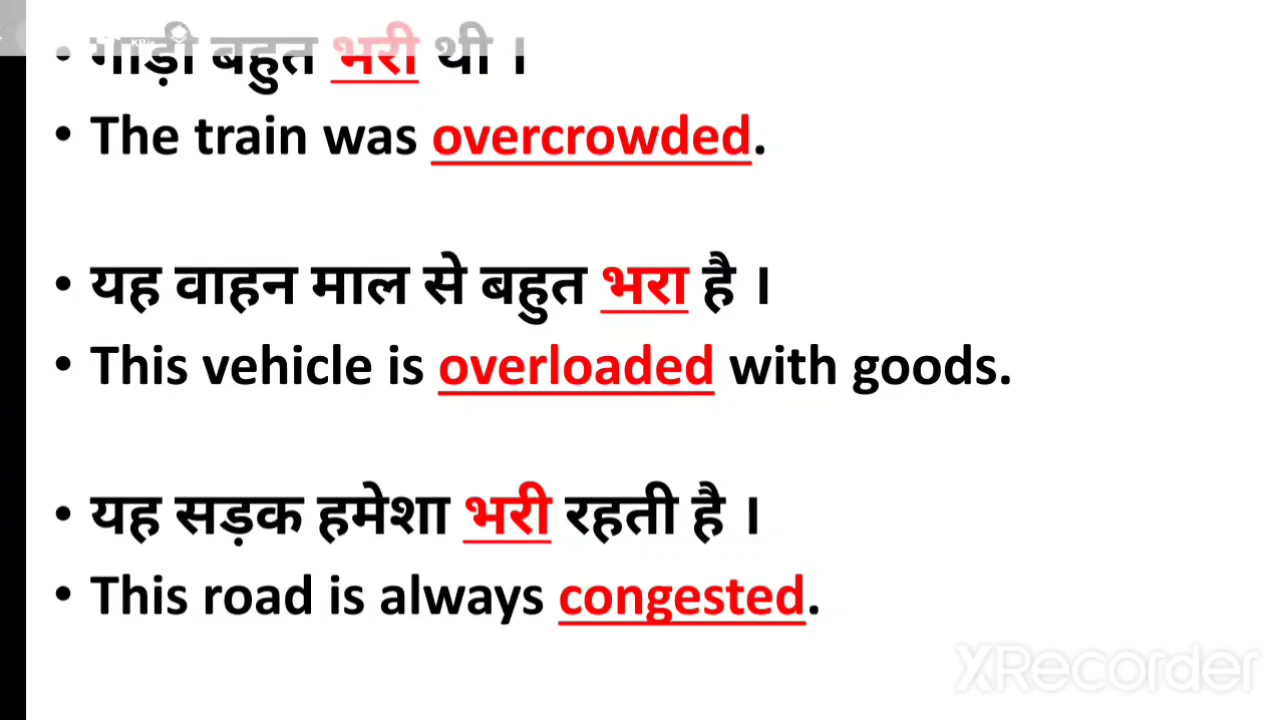 • गाड़ी बहुत भरी थी ।
• The train was overcrowded.
• यह वाहन माल से बहुत भरा है ।
• This vehicle is overloaded with goods.
• यह सड़क हमेशा भरी रहती है ।
• This road is always congested.
XRecorder